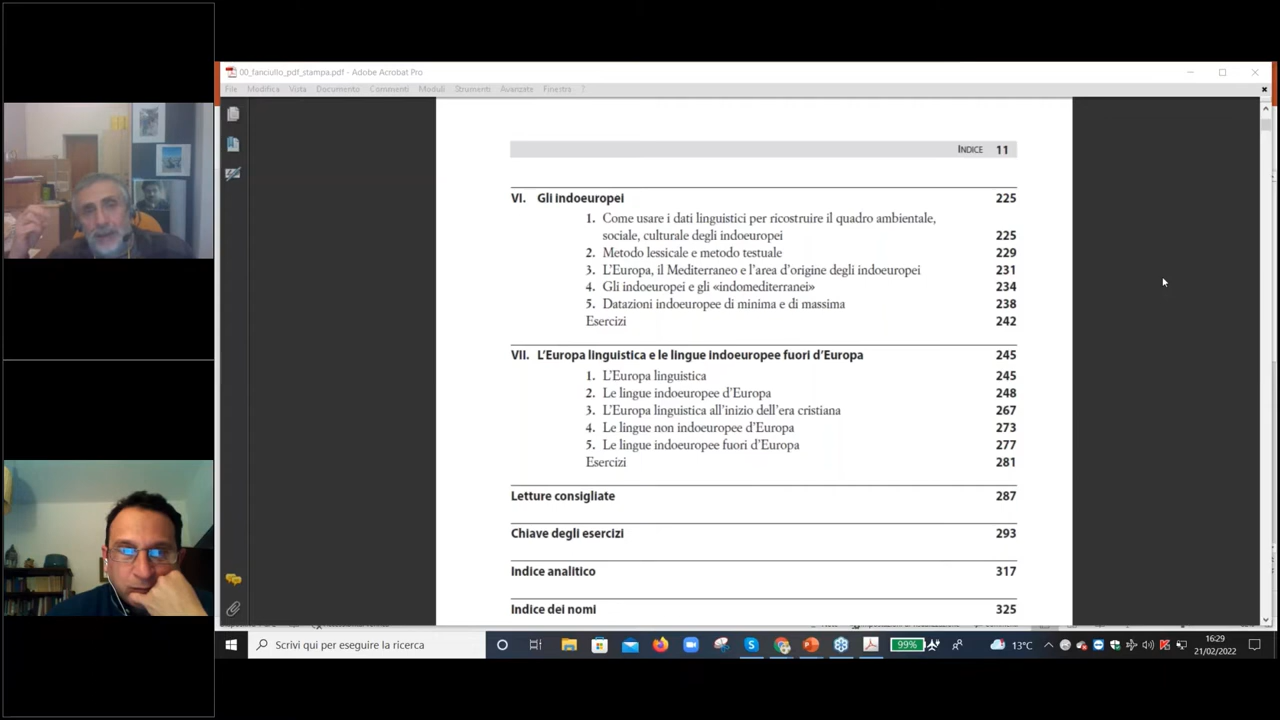 00_fanciullo_pdf_stampa.pdf - Adobe Acrobat Pro
File Modifica Vista Documento Commenti Moduli Strumenti Avanzate Finestra ?
INDICE 11
VI. Gli indoeuropei 225
1. Come usare i dati linguistici per ricostruire il quadro ambientale,
sociale, culturale degli indoeuropei 225
2. Metodo lessicale e metodo testuale 229
3. L'Europa, il Mediterraneo e l'area d'origine degli indoeuropei 231
4. Gli indoeuropei e gli «indomediterranei» 234
5. Datazioni indoeuropee di minima e di massima 238
Esercizi 242
VII. L'Europa linguistica e le lingue indoeuropee fuori d'Europa 245
1. L'Europa linguistica 245
2. Le lingue indoeuropee d'Europa 248
3. L'Europa linguistica all'inizio dell'era cristiana 267
4. Le lingue non indoeuropee d'Europa 273
5. Le lingue indoeuropee fuori d'Europa 277
Esercizi 281
Letture consigliate 287
Chiave degli esercizi 293
Indice analitico 317
Indice dei nomi 325
Scrivi qui per eseguire la ricerca
99%
13°C
16:29
21/02/2022